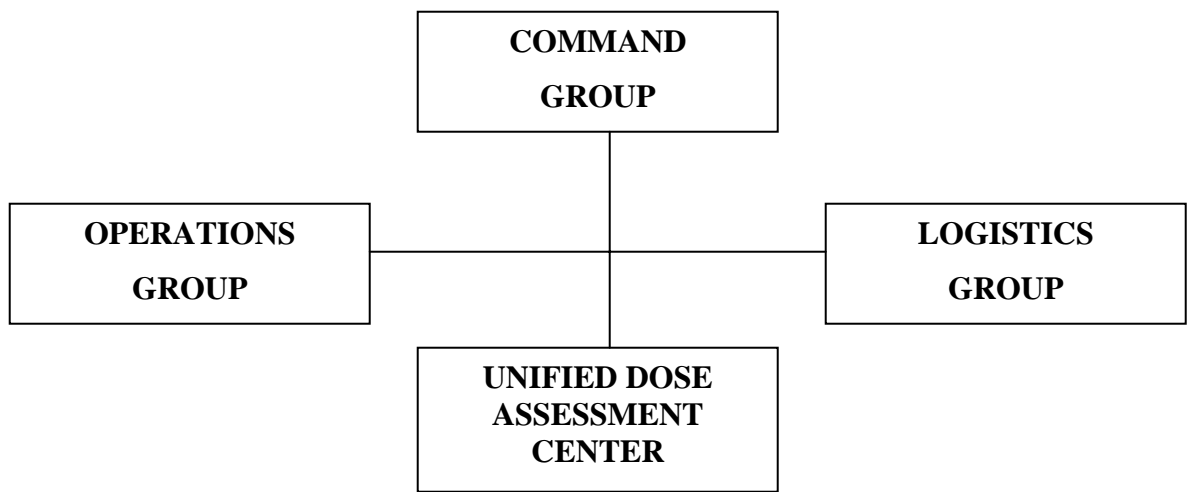 COMMAND
GROUP
OPERATIONS
GROUP
LOGISTICS
GROUP
UNIFIED DOSE
ASSESSMENT
CENTER